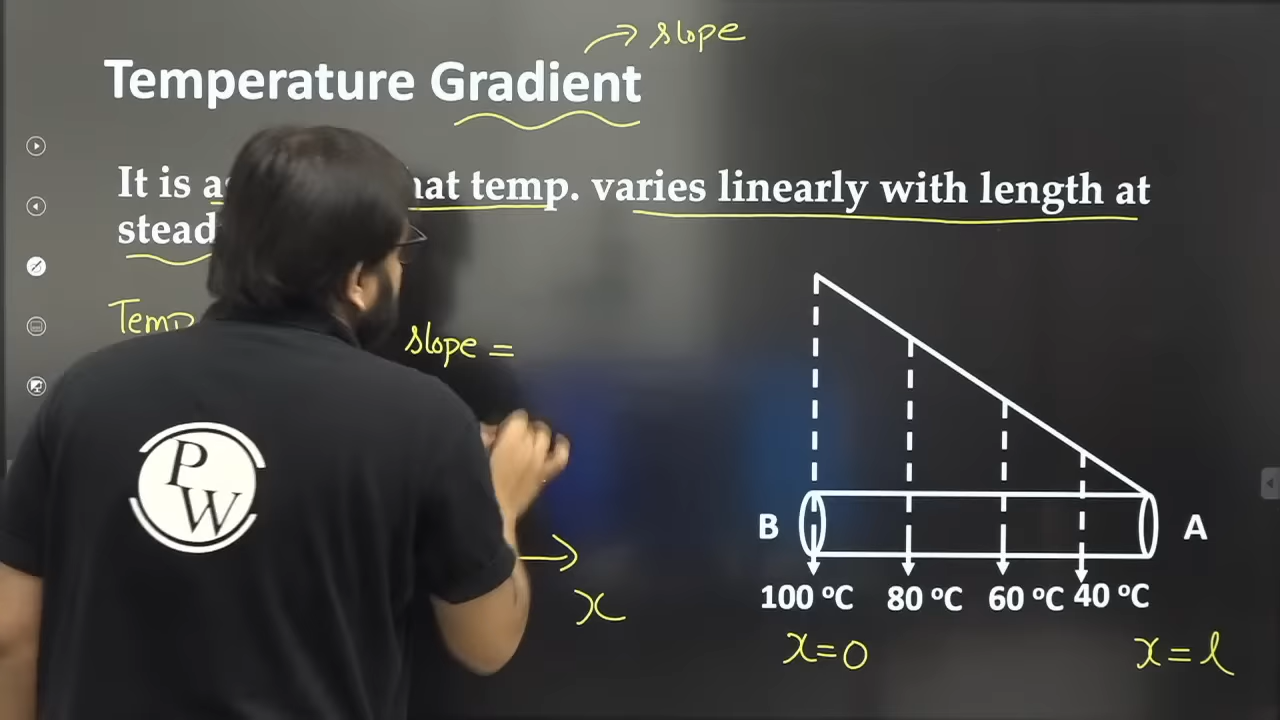 slope
Temperature Gradient
It is a hat temp. varies linearly with length at
stead
Temp
slope =
P
W
B
A
100 °C 80 °C 60 °C 40 °C
x
x=0
x=l